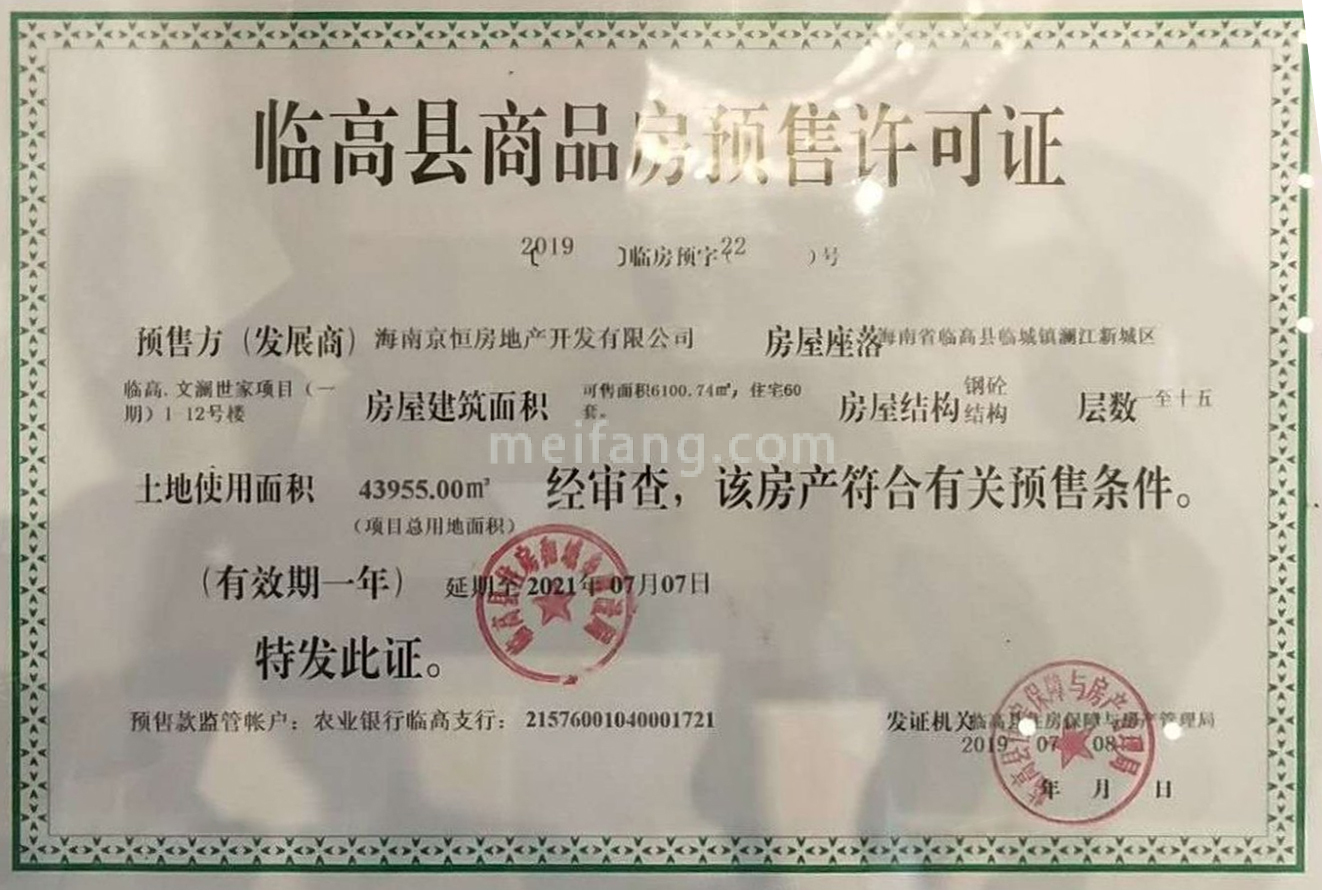 临高县商品房预售许可证
〔2019 〕临房预字（22 ）号
预售方（发展商）海南京恒房地产开发有限公司 房屋座落海南省临高县临城镇澜江新城区
临高.文澜世家项目（一期）1 12号楼 房屋建筑面积 可售面积6100.74㎡，住宅60套。 房屋结构 钢砼结构 层数 一至十五
meifang.com
土地使用面积 43955.00㎡ 经审查，该房产符合有关预售条件。
（项目总用地面积）
（有效期一年） 延期至 2021年 07月07日
特发此证。
预售款监管帐户：农业银行临高支行：21576001040001721 发证机关临高县住房保障与房产管理局
2019 07 08
年 月 日